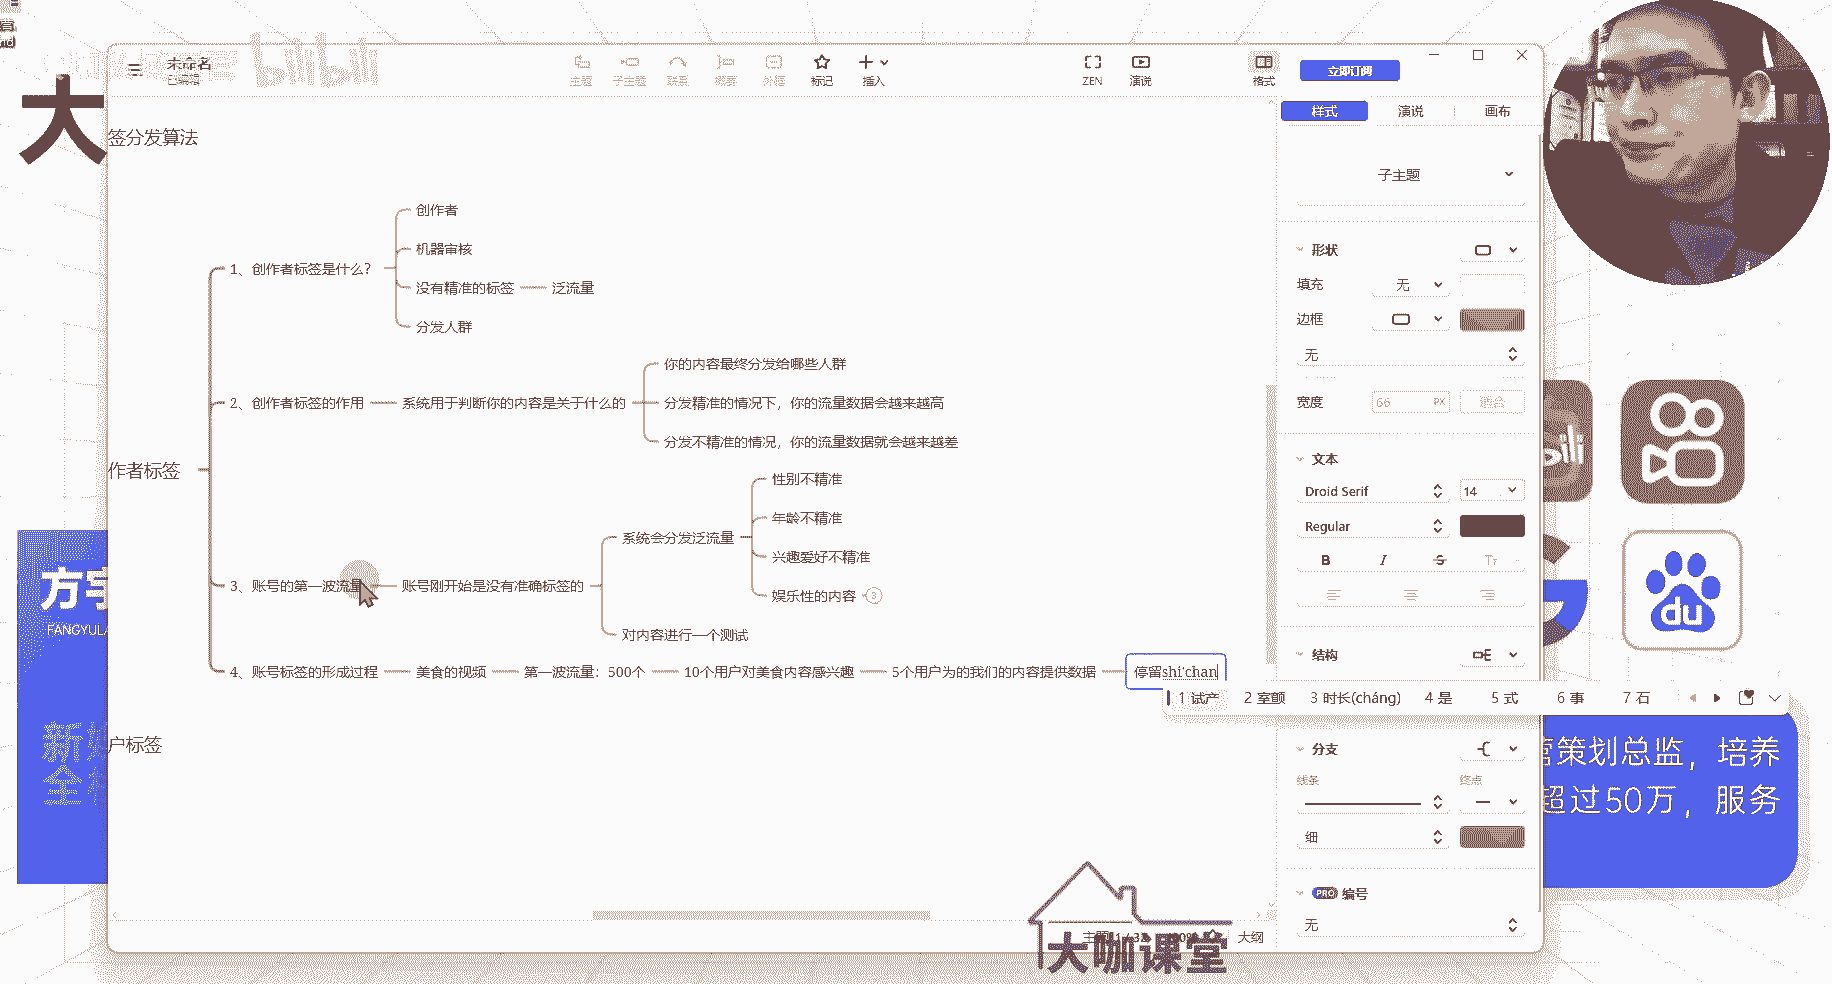 大
bilibili
未命名
已编辑
主题
子主题
联系
概要
外框
标记
插入
ZEN
演说
格式
立即订阅
样式
演说
画布
签分发算法
子主题
创作者
机器审核
1、创作者标签是什么？
没有精准的标签
泛流量
分发人群
形状
填充
无
边框
无
宽度
66
PX
适合
你的内容最终分发给哪些人群
2、创作者标签的作用
系统用于判断你的内容是关于什么的
分发精准的情况下，你的流量数据会越来越高
分发不精准的情况，你的流量数据就会越来越差
作者标签
文本
Droid Serif
14
Regular
B
I
S
性别不精准
年龄不精准
系统会分发泛流量
兴趣爱好不精准
3、账号的第一波流量
账号刚开始是没有准确标签的
娱乐性的内容
3
对内容进行一个测试
4、账号标签的形成过程
美食的视频
第一波流量：500个
10个用户对美食内容感兴趣
5个用户为的我们的内容提供数据
停留shi'chan
1 试产
2 室颤
3 时长(cháng)
4 是
5 式
6 事
7 石
结构
户标签
分支
线条
终点
细
PRO
编号
无
大纲
方宇
FANGYULA
du
营策划总监，培养
超过50万，服务
大咖课堂